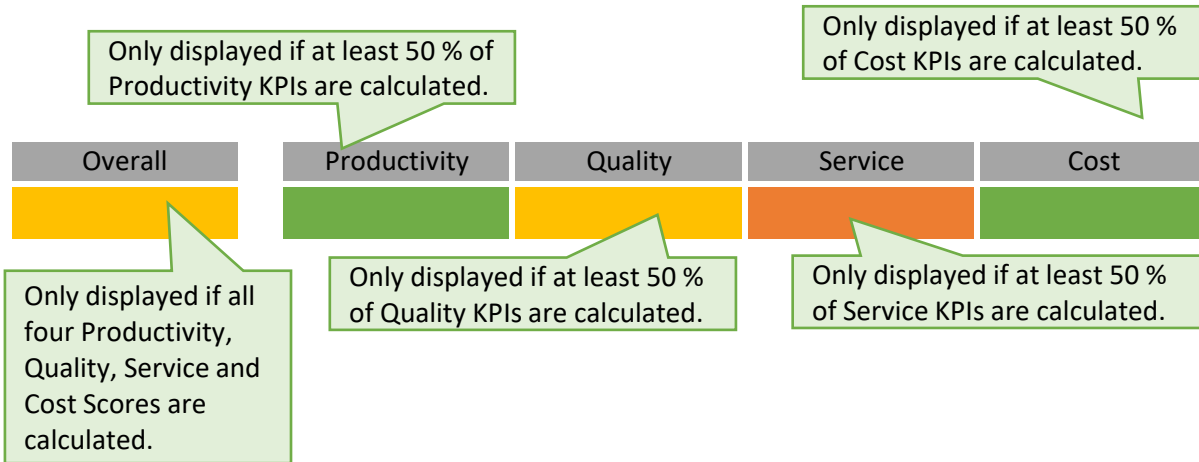 Only displayed if at least 50 % of
Productivity KPIs are calculated.
Only displayed if at least 50 %
of Cost KPIs are calculated.
Overall
Productivity
Quality
Service
Cost
Only displayed if all
four Productivity,
Quality, Service and
Cost Scores are
calculated.
Only displayed if at least 50 %
of Quality KPIs are calculated.
Only displayed if at least 50 %
of Service KPIs are calculated.